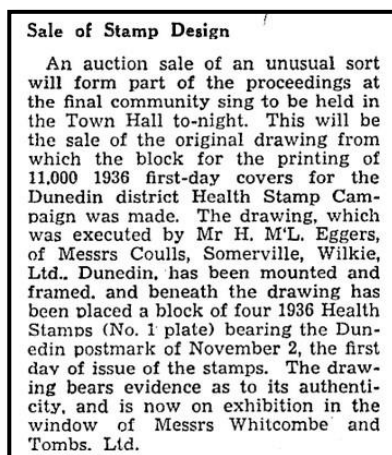 Sale of Stamp Design
An auction sale of an unusual sort
will form part of the proceedings at
the final community sing to be held in
the Town Hall to-night. This will be
the sale of the original drawing from
which the block for the printing of
11,000 1936 first-day covers for the
Dunedin district Health Stamp Cam-
paign was made. The drawing, which
was executed by Mr H. M'L. Eggers,
of Messrs Coulls, Somerville, Wilkie,
Ltd., Dunedin, has been mounted and
framed, and beneath the drawing has
been placed a block of four 1936 Health
Stamps (No. 1 plate) bearing the Dun-
edin postmark of November 2, the first
day of issue of the stamps. The draw-
ing bears evidence as to its authenti-
city, and is now on exhibition in the
window of Messrs Whitcombe and
Tombs. Ltd.